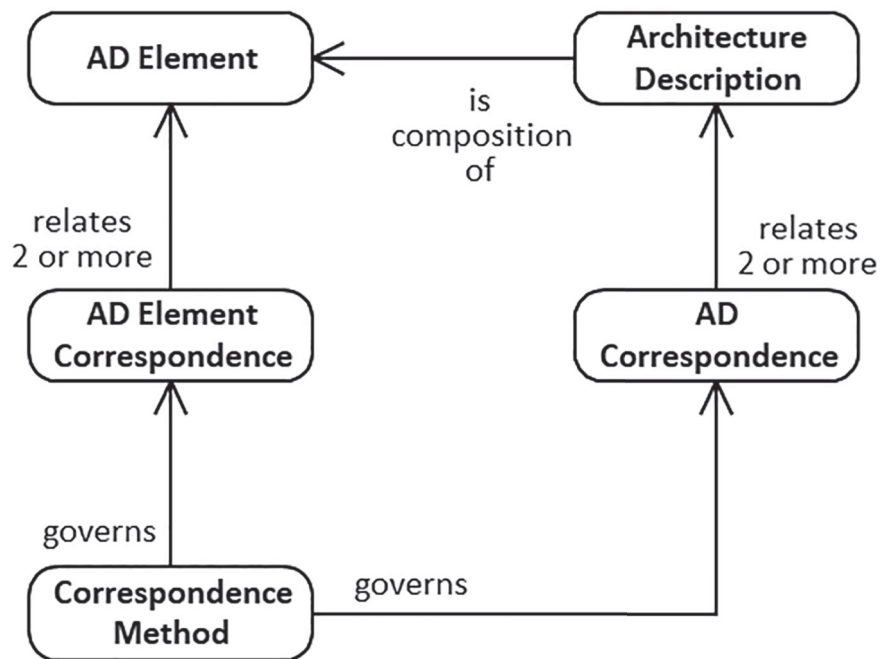 AD Element
Architecture
Description
is
composition
of
relates
2 or more
relates
2 or more
AD Element
Correspondence
AD
Correspondence
governs
governs
Correspondence
Method